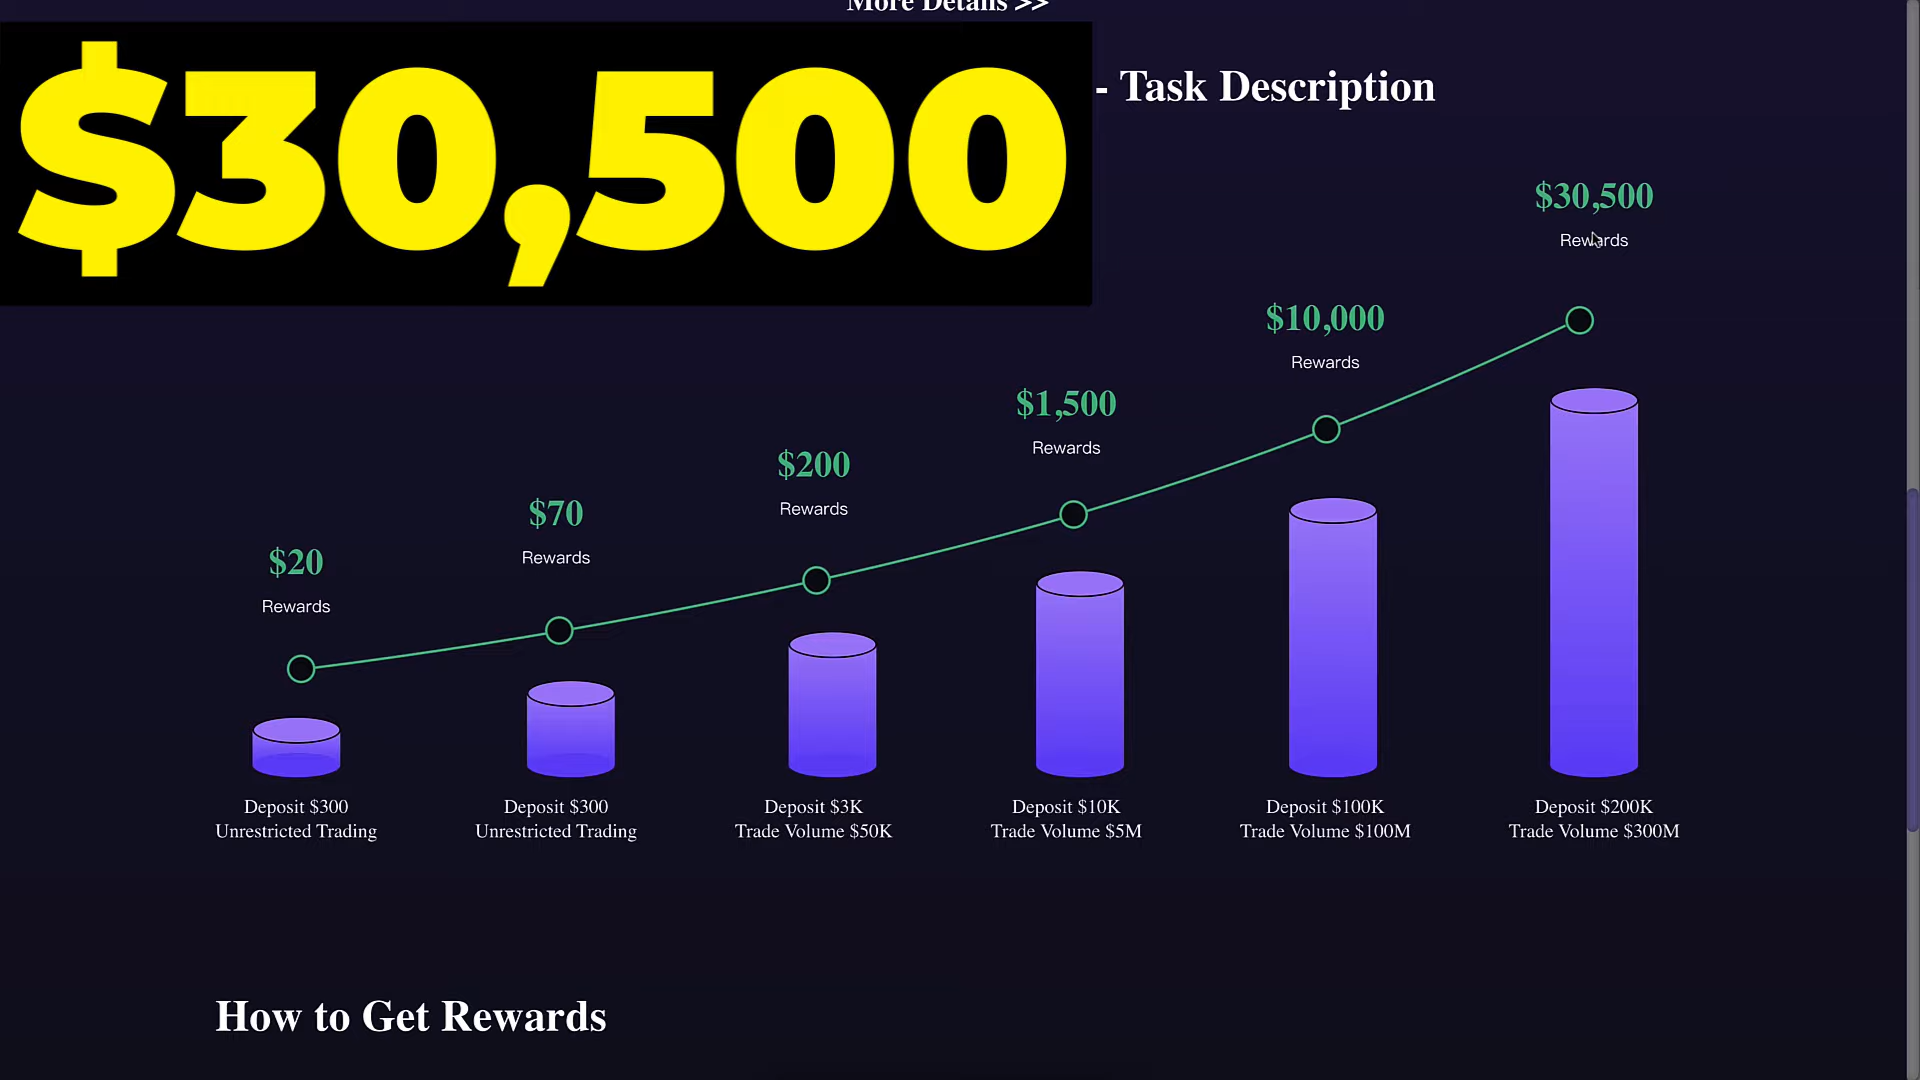 More Details >>
$30,500
- Task Description
$30,500
Rewards
$10,000
Rewards
$1,500
Rewards
$200
Rewards
$70
Rewards
$20
Rewards
Deposit $300
Unrestricted Trading
Deposit $300
Unrestricted Trading
Deposit $3K
Trade Volume $50K
Deposit $10K
Trade Volume $5M
Deposit $100K
Trade Volume $100M
Deposit $200K
Trade Volume $300M
How to Get Rewards